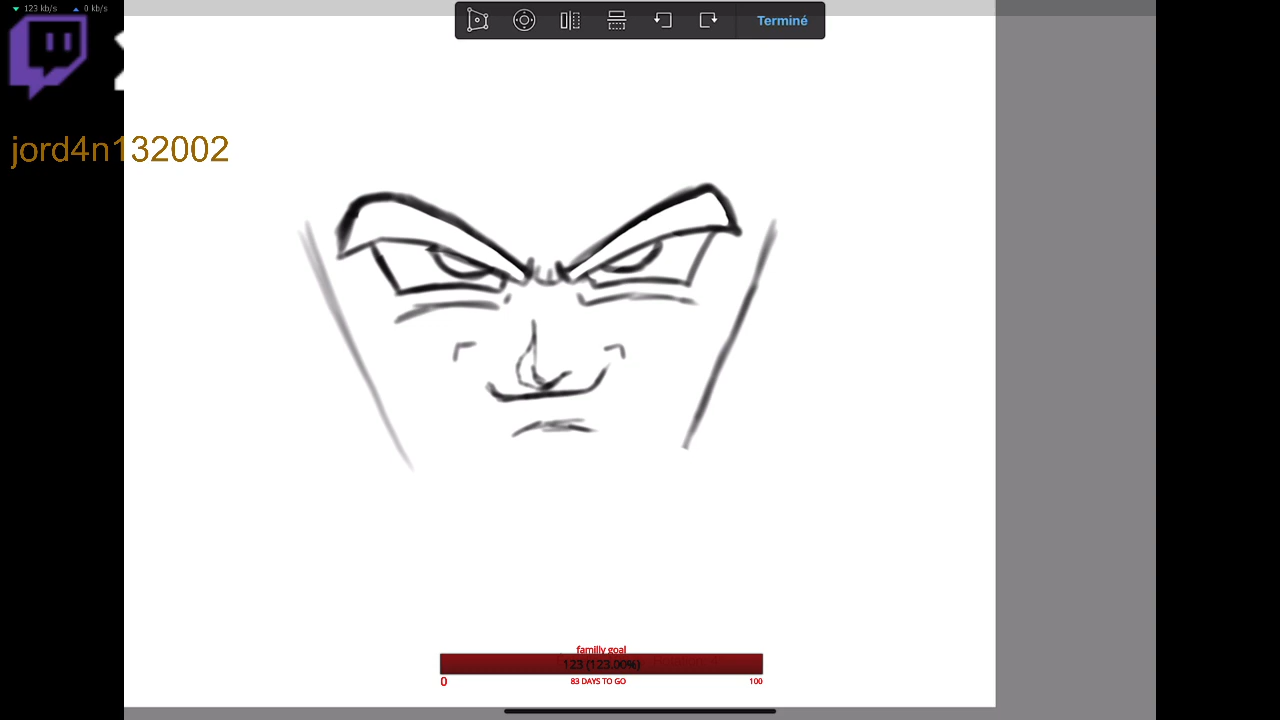 123 kb/s 0 kb/s
Terminé
jord4n132002
familly goal
123 (123.00%)
0 83 DAYS TO GO 100